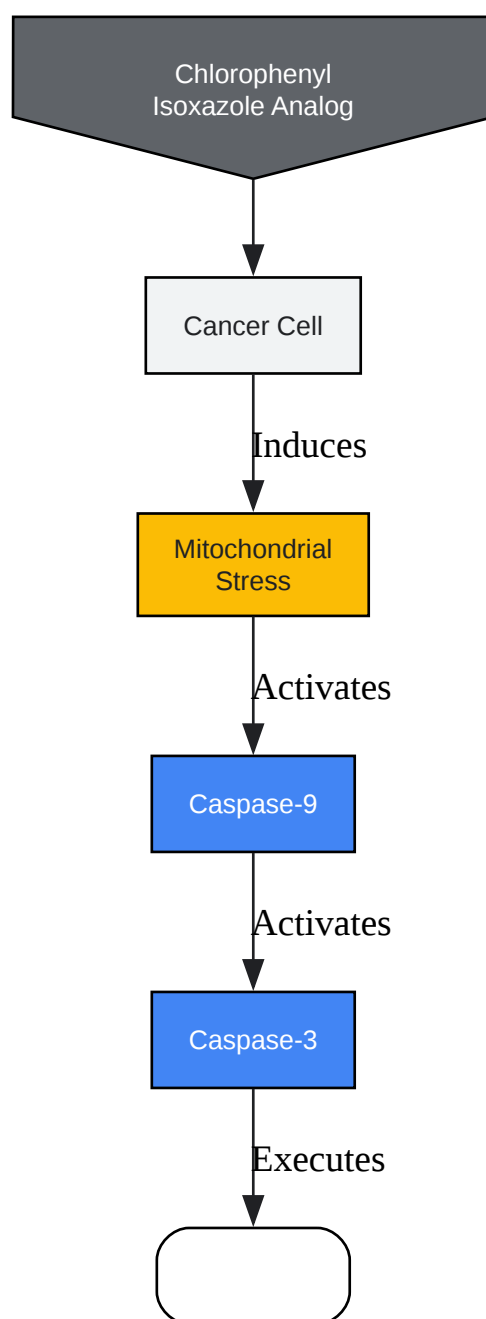 Chlorophenyl
Isoxazole Analog
Cancer Cell
Induces
Mitochondrial
Stress
Activates
Caspase-9
Activates
Caspase-3
Executes